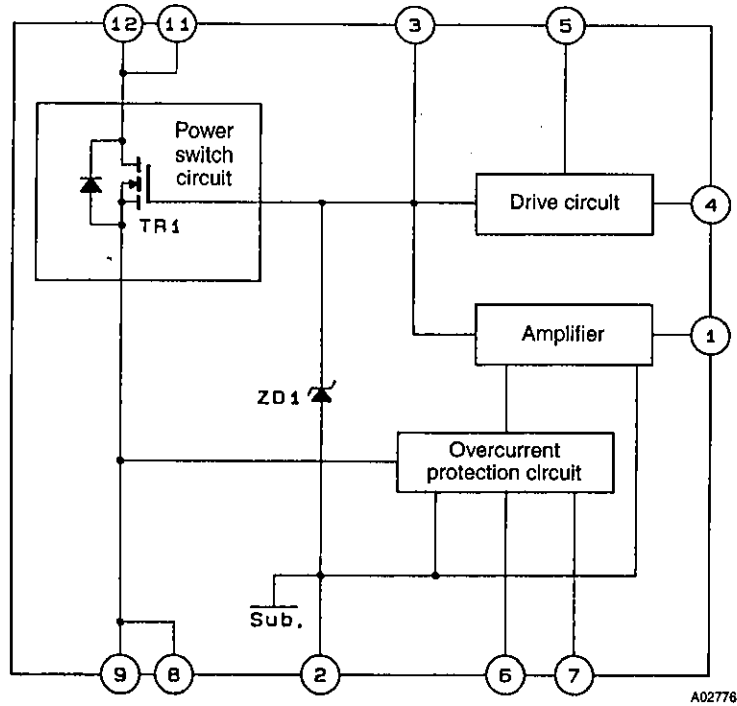 12 11 3 5
Power
switch
circuit
TR1
Drive circuit
4
Amplifier
1
ZD1
Overcurrent
protection circuit
Sub.
9 8 2 6 7
A02776